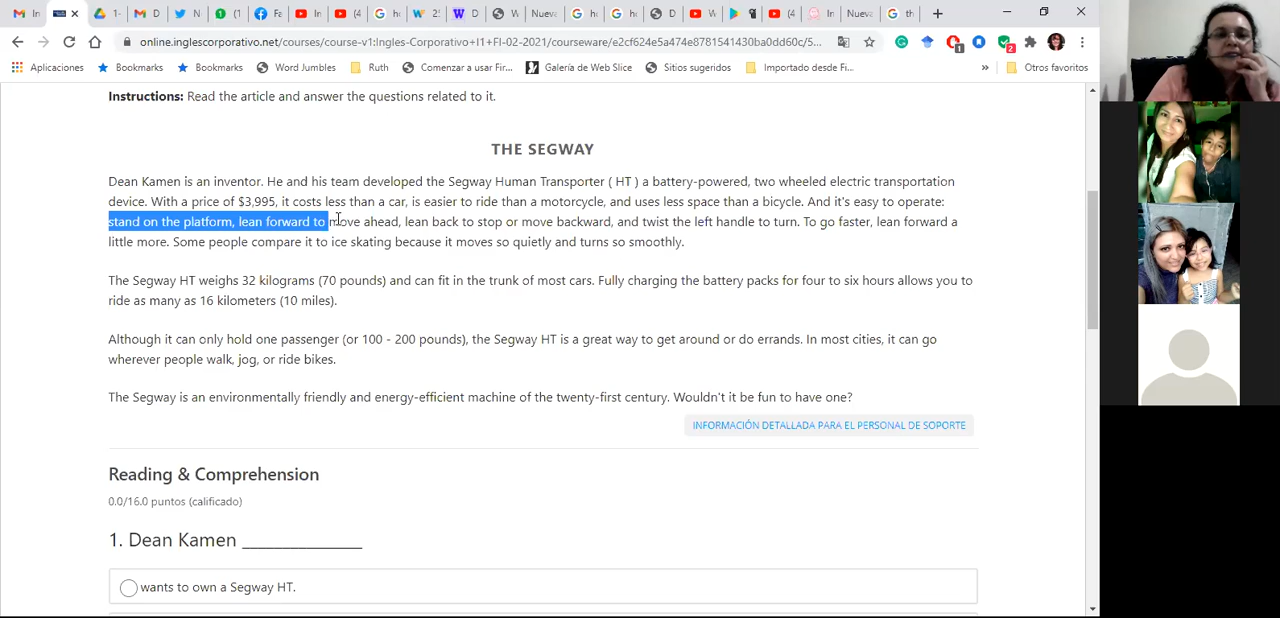 online.inglescorporativo.net/courses/course-v1:Ingles-Corporativo+I1+FI-02-2021/courseware/e2cf624e5a474e8781541430ba0dd60c/5...
Aplicaciones Bookmarks Bookmarks Word Jumbles Ruth Comenzar a usar Fir... Galería de Web Slice Sitios sugeridos Importado desde Fi... » Otros favoritos
Instructions: Read the article and answer the questions related to it.
THE SEGWAY
Dean Kamen is an inventor. He and his team developed the Segway Human Transporter ( HT ) a battery-powered, two wheeled electric transportation
device. With a price of $3,995, it costs less than a car, is easier to ride than a motorcycle, and uses less space than a bicycle. And it's easy to operate:
stand on the platform, lean forward to move ahead, lean back to stop or move backward, and twist the left handle to turn. To go faster, lean forward a
little more. Some people compare it to ice skating because it moves so quietly and turns so smoothly.
The Segway HT weighs 32 kilograms (70 pounds) and can fit in the trunk of most cars. Fully charging the battery packs for four to six hours allows you to
ride as many as 16 kilometers (10 miles).
Although it can only hold one passenger (or 100 - 200 pounds), the Segway HT is a great way to get around or do errands. In most cities, it can go
wherever people walk, jog, or ride bikes.
The Segway is an environmentally friendly and energy-efficient machine of the twenty-first century. Wouldn't it be fun to have one?
INFORMACIÓN DETALLADA PARA EL PERSONAL DE SOPORTE
Reading & Comprehension
0.0/16.0 puntos (calificado)
1. Dean Kamen _______________
wants to own a Segway HT.